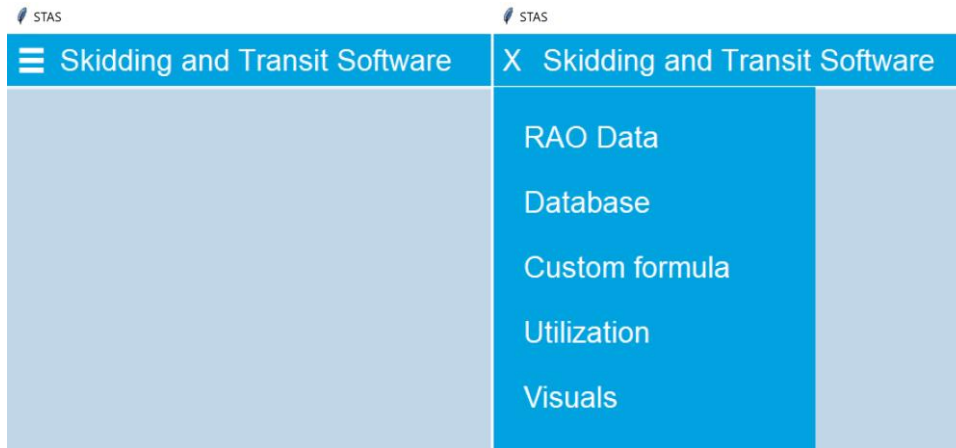 STAS
☰ Skidding and Transit Software
STAS
X Skidding and Transit Software
RAO Data
Database
Custom formula
Utilization
Visuals